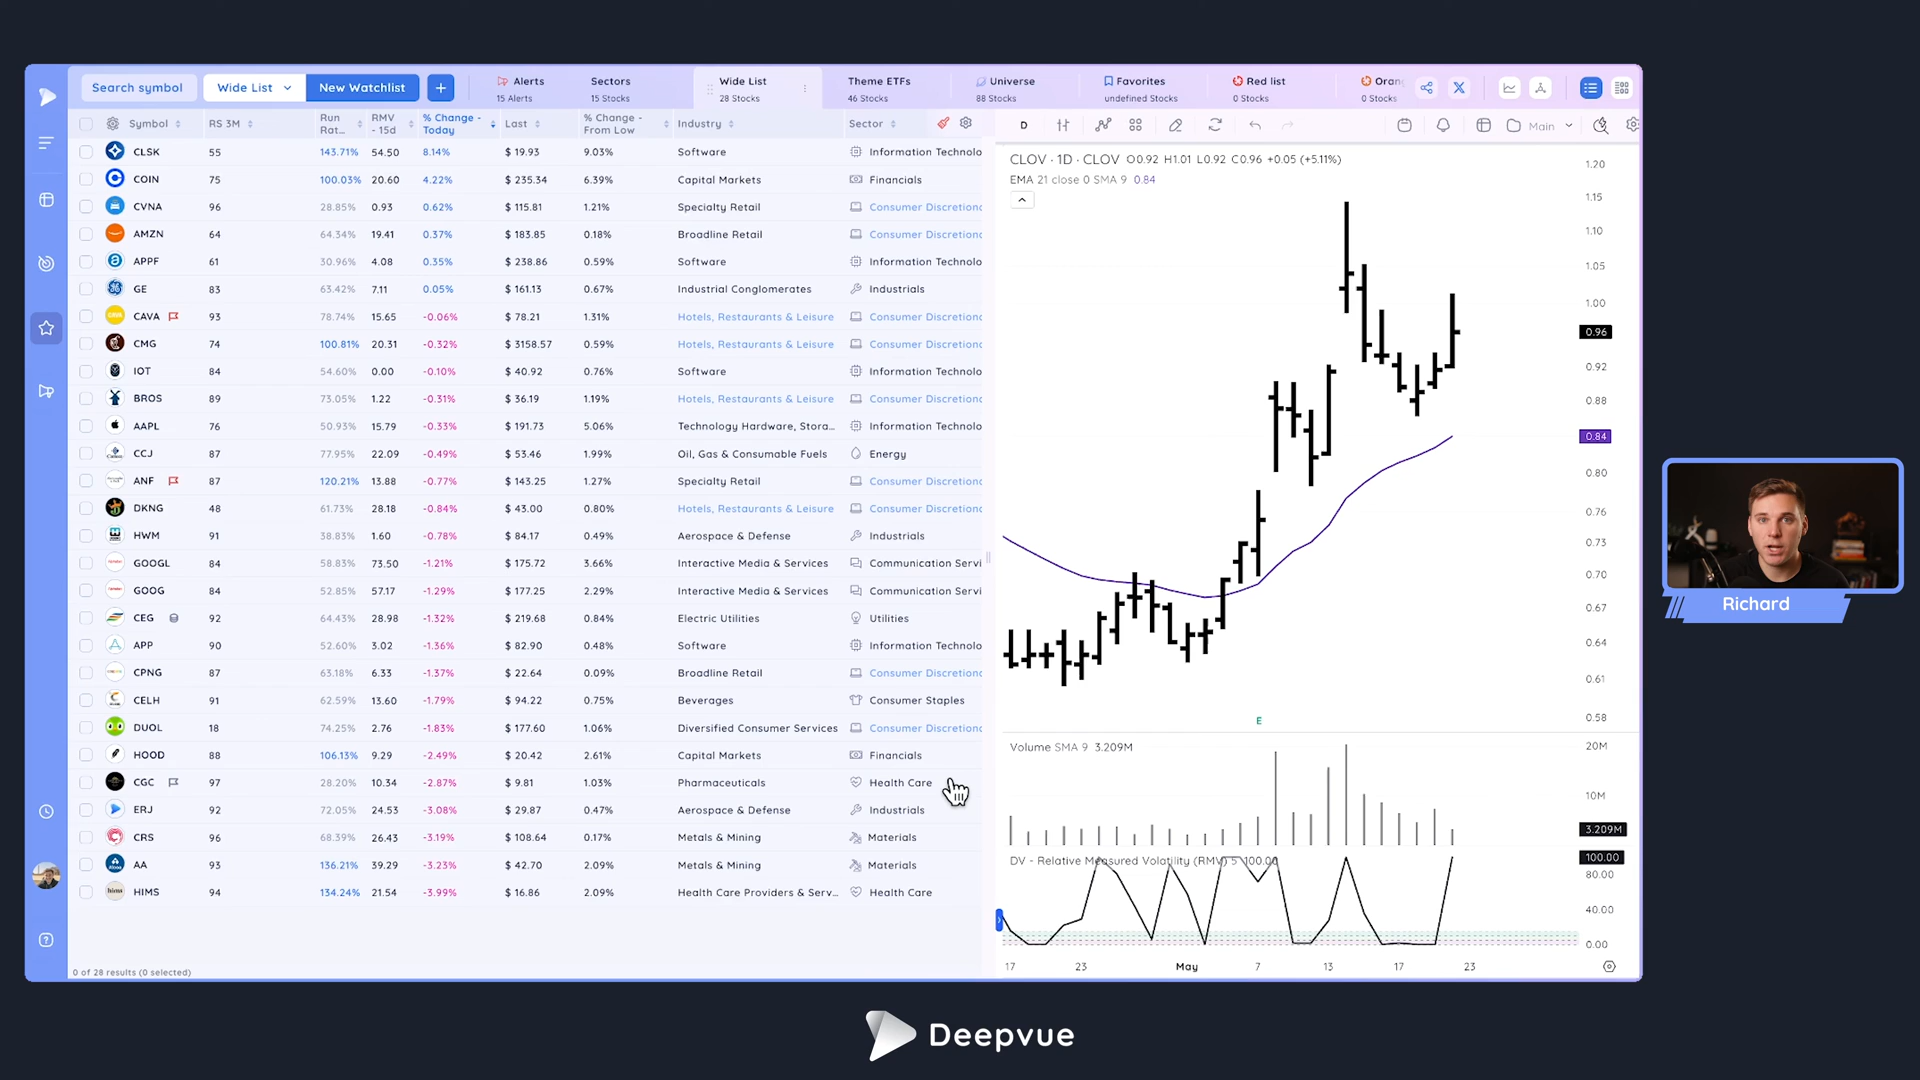 Search symbol
Wide List
New Watchlist
+
Alerts
15 Alerts
Sectors
15 Stocks
Wide List
28 Stocks
Theme ETFs
46 Stocks
Universe
88 Stocks
Favorites
undefined Stocks
Red list
0 Stocks
Oran
0 Stocks
Symbol RS 3M Run Rat... RMV - 15d % Change - Today Last % Change - From Low Industry Sector
CLSK 55 143.71% 54.50 8.14% $ 19.93 9.03% Software Information Technolo
COIN 75 100.03% 20.60 4.22% $ 235.34 6.39% Capital Markets Financials
CVNA 96 28.85% 0.93 0.62% $ 115.81 1.21% Specialty Retail Consumer Discretiona
AMZN 64 64.34% 19.41 0.37% $ 183.85 0.18% Broadline Retail Consumer Discretiona
APPF 61 30.96% 4.08 0.35% $ 238.86 0.59% Software Information Technolo
GE 83 63.42% 7.11 0.05% $ 161.13 0.67% Industrial Conglomerates Industrials
CAVA 93 78.74% 15.65 -0.06% $ 78.21 1.31% Hotels, Restaurants & Leisure Consumer Discretiona
CMG 74 100.81% 20.31 -0.32% $ 3158.57 0.59% Hotels, Restaurants & Leisure Consumer Discretiona
IOT 84 54.60% 0.00 -0.10% $ 40.92 0.76% Software Information Technolo
BROS 89 73.05% 1.22 -0.31% $ 36.19 1.19% Hotels, Restaurants & Leisure Consumer Discretiona
AAPL 76 50.93% 15.79 -0.33% $ 191.73 5.06% Technology Hardware, Stora... Information Technolo
CCJ 87 77.95% 22.09 -0.49% $ 53.46 1.99% Oil, Gas & Consumable Fuels Energy
ANF 87 120.21% 13.88 -0.77% $ 143.25 1.27% Specialty Retail Consumer Discretiona
DKNG 48 61.73% 28.18 -0.84% $ 43.00 0.80% Hotels, Restaurants & Leisure Consumer Discretiona
HWM 91 38.83% 1.60 -0.78% $ 84.17 0.49% Aerospace & Defense Industrials
GOOGL 84 58.83% 73.50 -1.21% $ 175.72 3.66% Interactive Media & Services Communication Servi
GOOG 84 52.85% 57.17 -1.29% $ 177.25 2.29% Interactive Media & Services Communication Servi
CEG 92 64.43% 28.98 -1.32% $ 219.68 0.84% Electric Utilities Utilities
APP 90 52.60% 3.02 -1.36% $ 82.90 0.48% Software Information Technolo
CPNG 87 63.18% 6.33 -1.37% $ 22.64 0.09% Broadline Retail Consumer Discretiona
CELH 91 62.59% 13.60 -1.79% $ 94.22 0.75% Beverages Consumer Staples
DUOL 18 74.25% 2.76 -1.83% $ 177.60 1.06% Diversified Consumer Services Consumer Discretiona
HOOD 88 106.13% 9.29 -2.49% $ 20.42 2.61% Capital Markets Financials
CGC 97 28.20% 10.34 -2.87% $ 9.81 1.03% Pharmaceuticals Health Care
ERJ 92 72.05% 24.53 -3.08% $ 29.87 0.47% Aerospace & Defense Industrials
CRS 96 68.39% 26.43 -3.19% $ 108.64 0.17% Metals & Mining Materials
AA 93 136.21% 39.29 -3.23% $ 42.70 2.09% Metals & Mining Materials
HIMS 94 134.24% 21.54 -3.99% $ 16.86 2.09% Health Care Providers & Serv... Health Care
0 of 28 results (0 selected)
D
Main
CLOV · 1D · CLOV O0.92 H1.01 L0.92 C0.96 +0.05 (+5.11%)
EMA 21 close 0 SMA 9 0.84
1.20
1.15
1.10
1.05
1.00
0.96
0.92
0.88
0.84
0.80
0.76
0.73
0.70
0.67
0.64
0.61
0.58
E
Volume SMA 9 3.209M
20M
10M
3.209M
DV - Relative Measured Volatility (RMV) 5 100.00
100.00
80.00
40.00
0.00
17 23 May 7 13 17 23
Richard
Deepvue